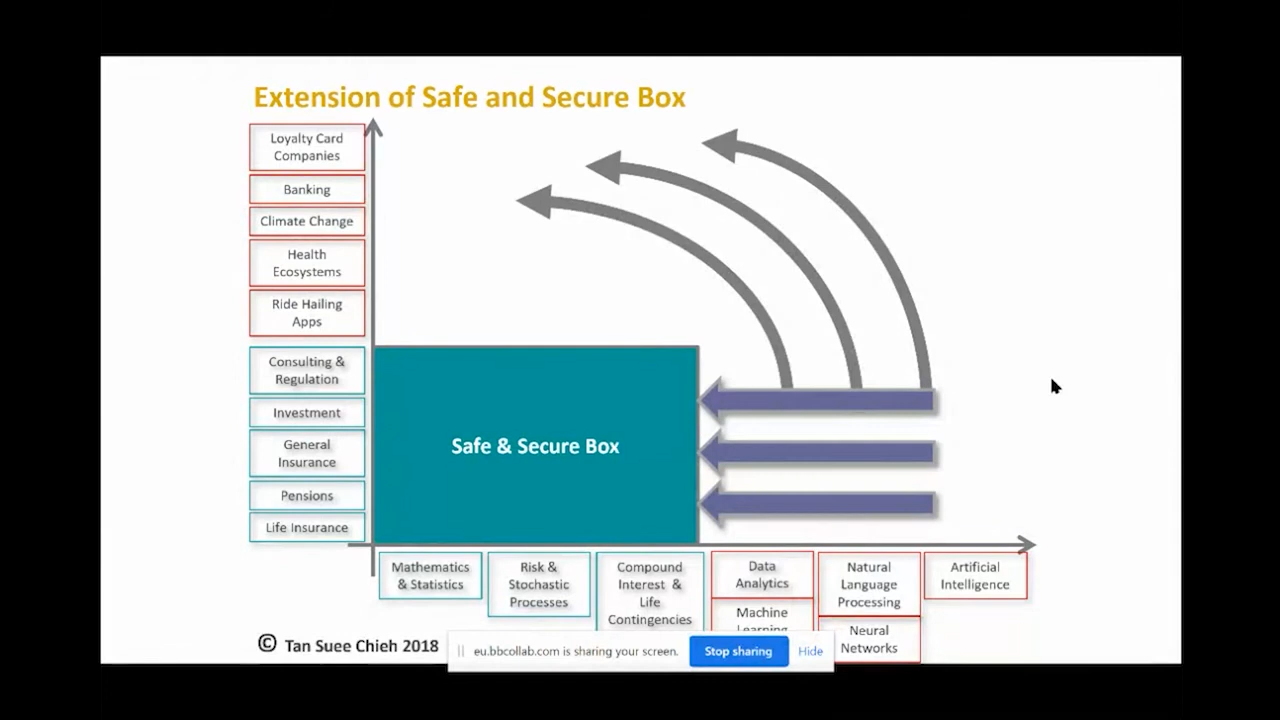 Extension of Safe and Secure Box
Loyalty Card
Companies
Banking
Climate Change
Health
Ecosystems
Ride Hailing
Apps
Consulting &
Regulation
Investment
General
Insurance
Pensions
Life Insurance
Safe & Secure Box
Mathematics
& Statistics
Risk &
Stochastic
Processes
Compound
Interest &
Life
Contingencies
Data
Analytics
Machine
Learning
Natural
Language
Processing
Neural
Networks
Artificial
Intelligence
© Tan Suee Chieh 2018
eu.bbcollab.com is sharing your screen.
Stop sharing
Hide